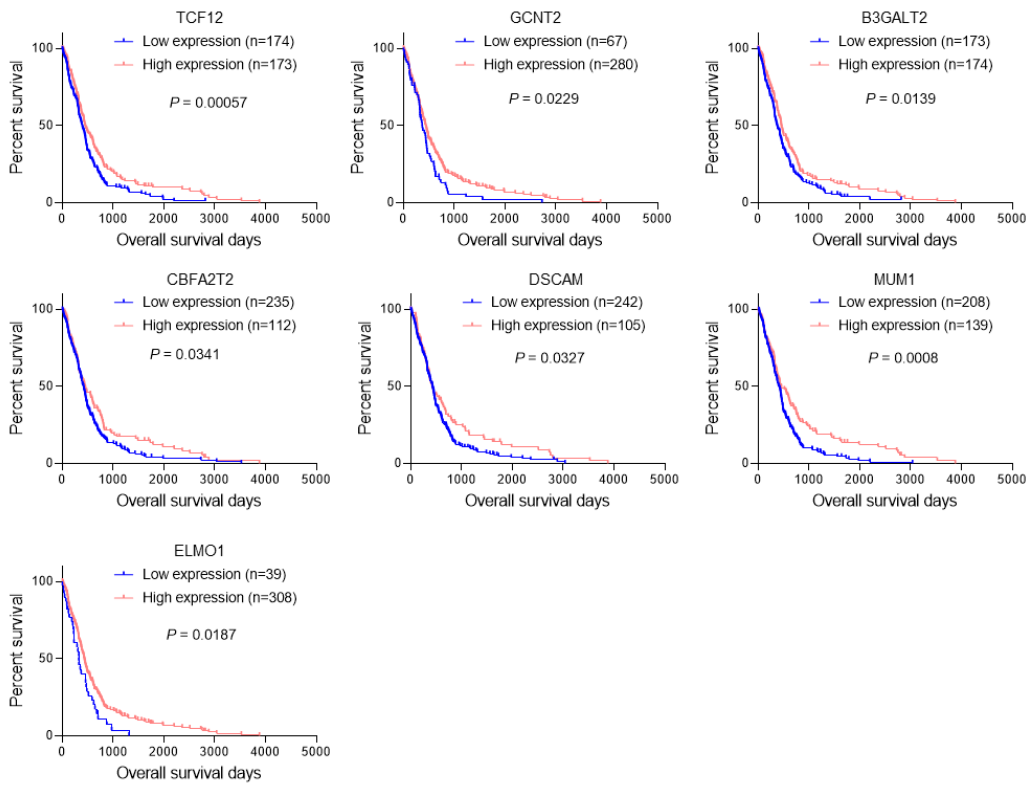 TCF12
Low expression (n=174)
High expression (n=173)
P = 0.00057
Percent survival
100
50
0
0 1000 2000 3000 4000 5000
Overall survival days
GCNT2
Low expression (n=67)
High expression (n=280)
P = 0.0229
Percent survival
100
50
0
0 1000 2000 3000 4000 5000
Overall survival days
B3GALT2
Low expression (n=173)
High expression (n=174)
P = 0.0139
Percent survival
100
50
0
0 1000 2000 3000 4000 5000
Overall survival days
CBFA2T2
Low expression (n=235)
High expression (n=112)
P = 0.0341
Percent survival
100
50
0
0 1000 2000 3000 4000 5000
Overall survival days
DSCAM
Low expression (n=242)
High expression (n=105)
P = 0.0327
Percent survival
100
50
0
0 1000 2000 3000 4000 5000
Overall survival days
MUM1
Low expression (n=208)
High expression (n=139)
P = 0.0008
Percent survival
100
50
0
0 1000 2000 3000 4000 5000
Overall survival days
ELMO1
Low expression (n=39)
High expression (n=308)
P = 0.0187
Percent survival
100
50
0
0 1000 2000 3000 4000 5000
Overall survival days